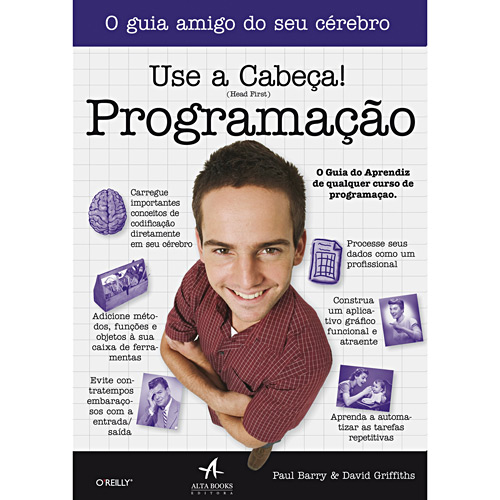 O guia amigo do seu cérebro
Use a Cabeça!
(Head First)
Programação
O Guia do Aprendiz
de qualquer curso de
programaçao.
Carregue
importantes
conceitos de
codificação
diretamente
em seu cérebro
Processe seus
dados como um
profissional
Adicione méto-
dos, funções e
objetos à sua
caixa de ferra-
mentas
Construa
um aplica-
tivo gráfico
funcional e
atraente
Evite con-
tratempos
embaraço-
sos com a
entrada/
saída
Aprenda a automa-
tizar as tarefas
repetitivas
O'REILLY®
ALTA BOOKS
EDITORA
Paul Barry & David Griffiths